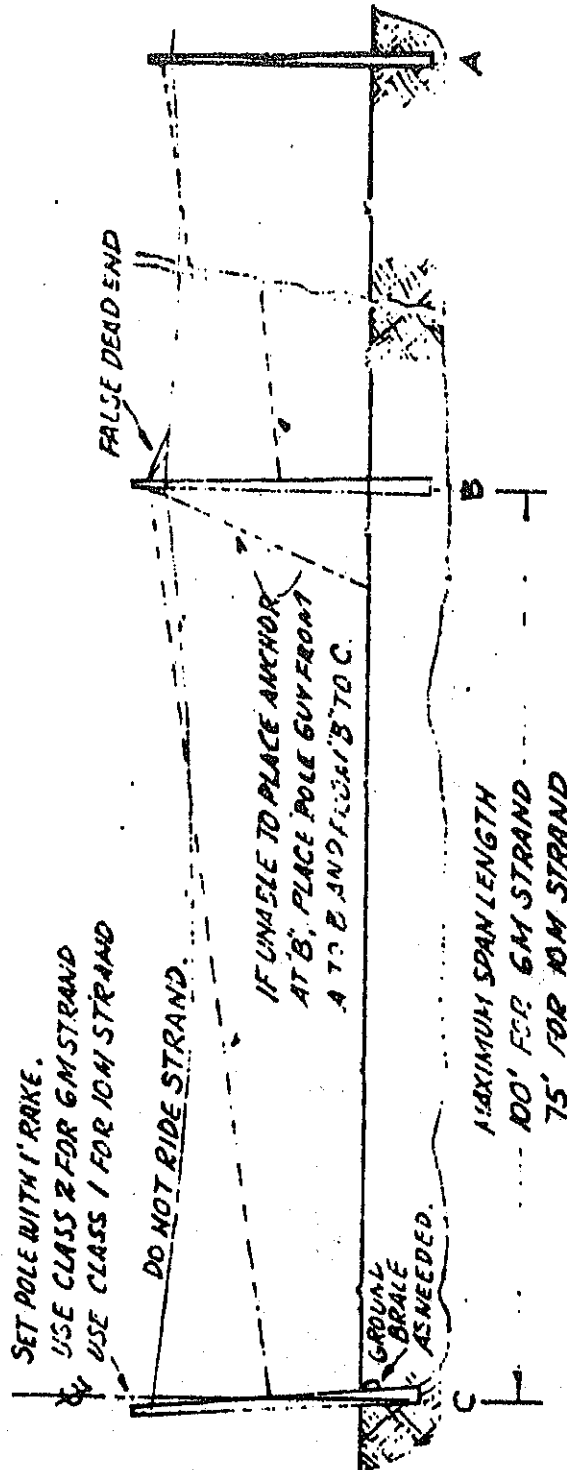 SET POLE WITH 1' RAKE.
USE CLASS 2 FOR 6M STRAND
USE CLASS 1 FOR 10M STRAND
DO NOT RIDE STRAND.
FALSE DEAD END
IF UNABLE TO PLACE ANCHOR
AT "B", PLACE POLE GUY FROM
A TO B AND FROM "B" TO C.
GROUND
BRACE
AS NEEDED.
C
B
A
MAXIMUM SPAN LENGTH
100' FOR 6M STRAND
75' FOR 10M STRAND